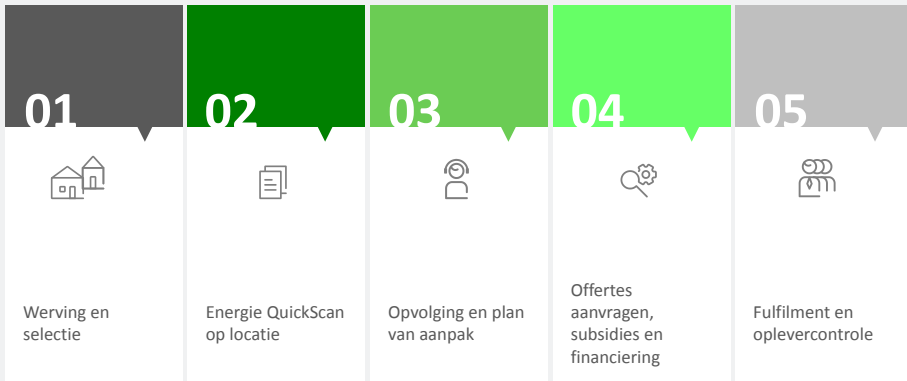 01
02
03
04
05
Werving en
selectie
Energie QuickScan
op locatie
Opvolging en plan
van aanpak
Offertes
aanvragen,
subsidies en
financiering
Fulfilment en
oplevercontrole